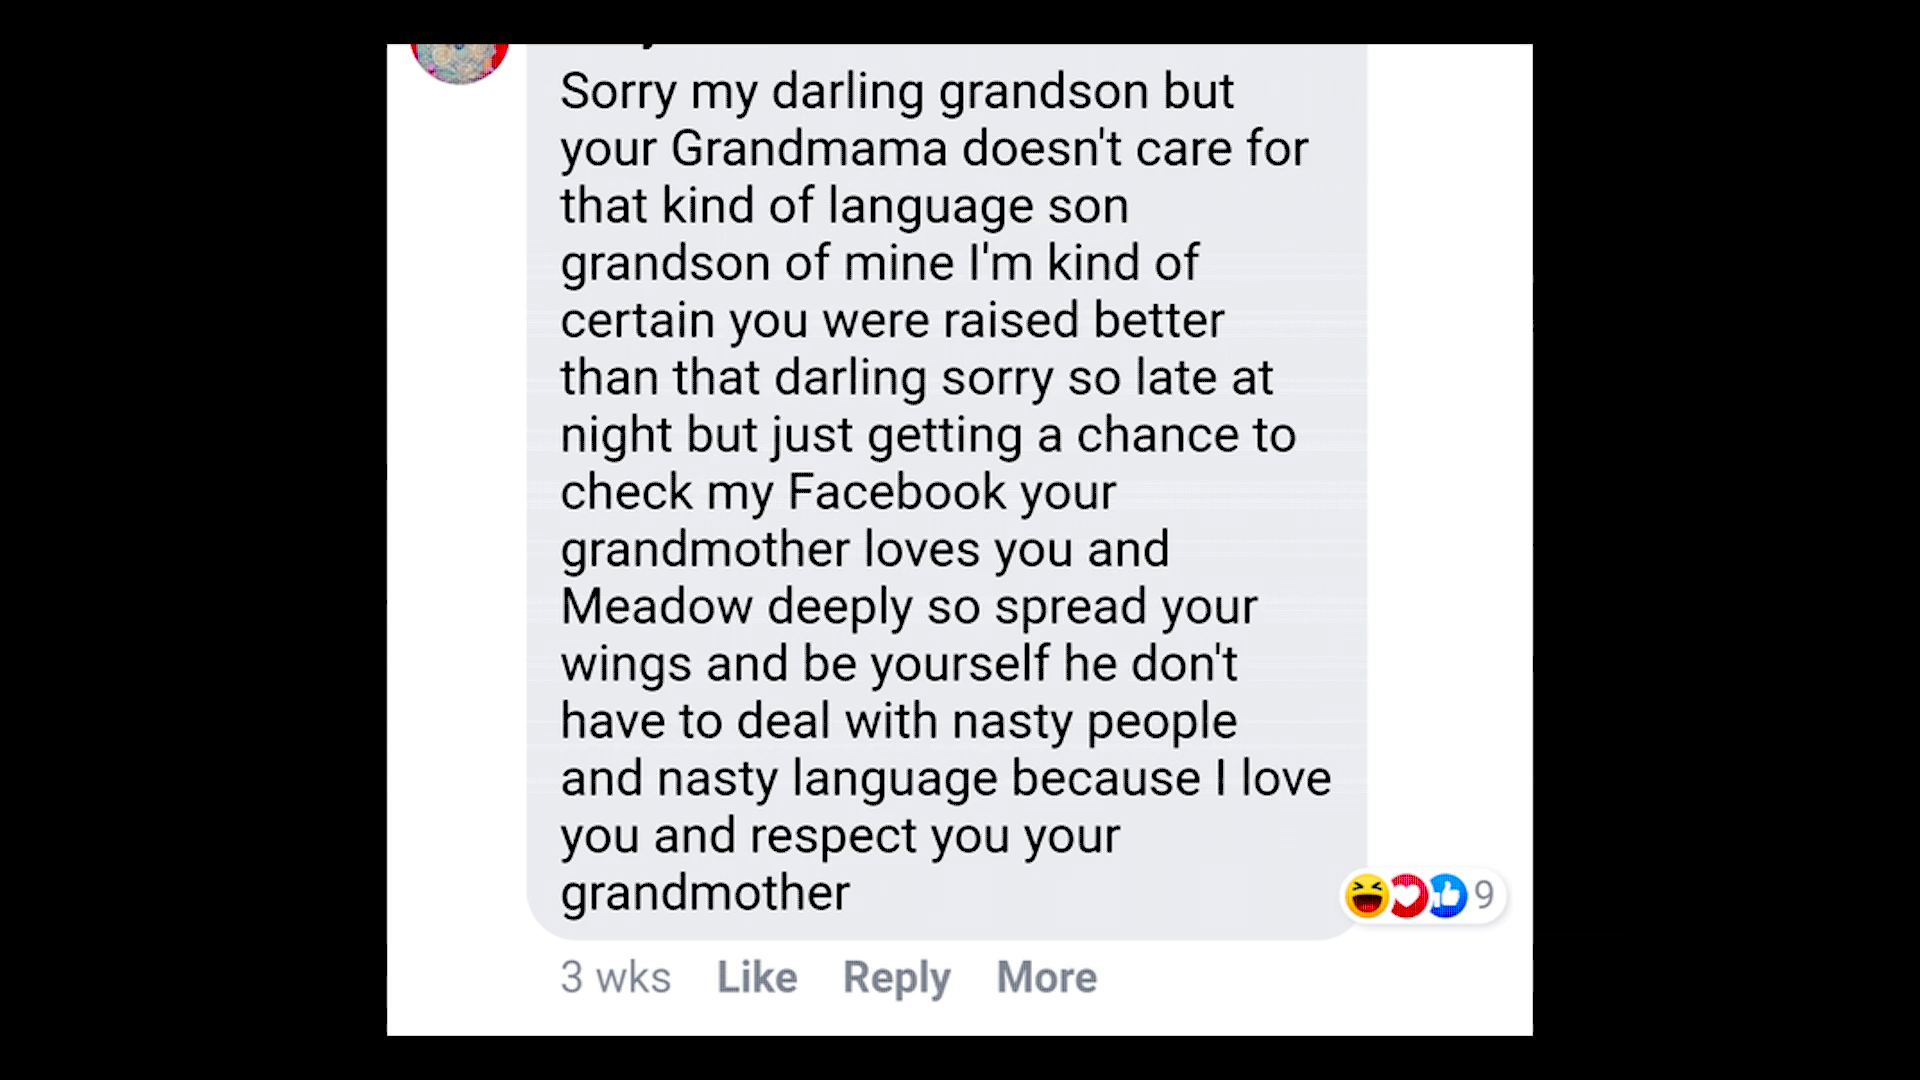 Sorry my darling grandson but
your Grandmama doesn't care for
that kind of language son
grandson of mine I'm kind of
certain you were raised better
than that darling sorry so late at
night but just getting a chance to
check my Facebook your
grandmother loves you and
Meadow deeply so spread your
wings and be yourself he don't
have to deal with nasty people
and nasty language because I love
you and respect you your
grandmother
9
3 wks Like Reply More